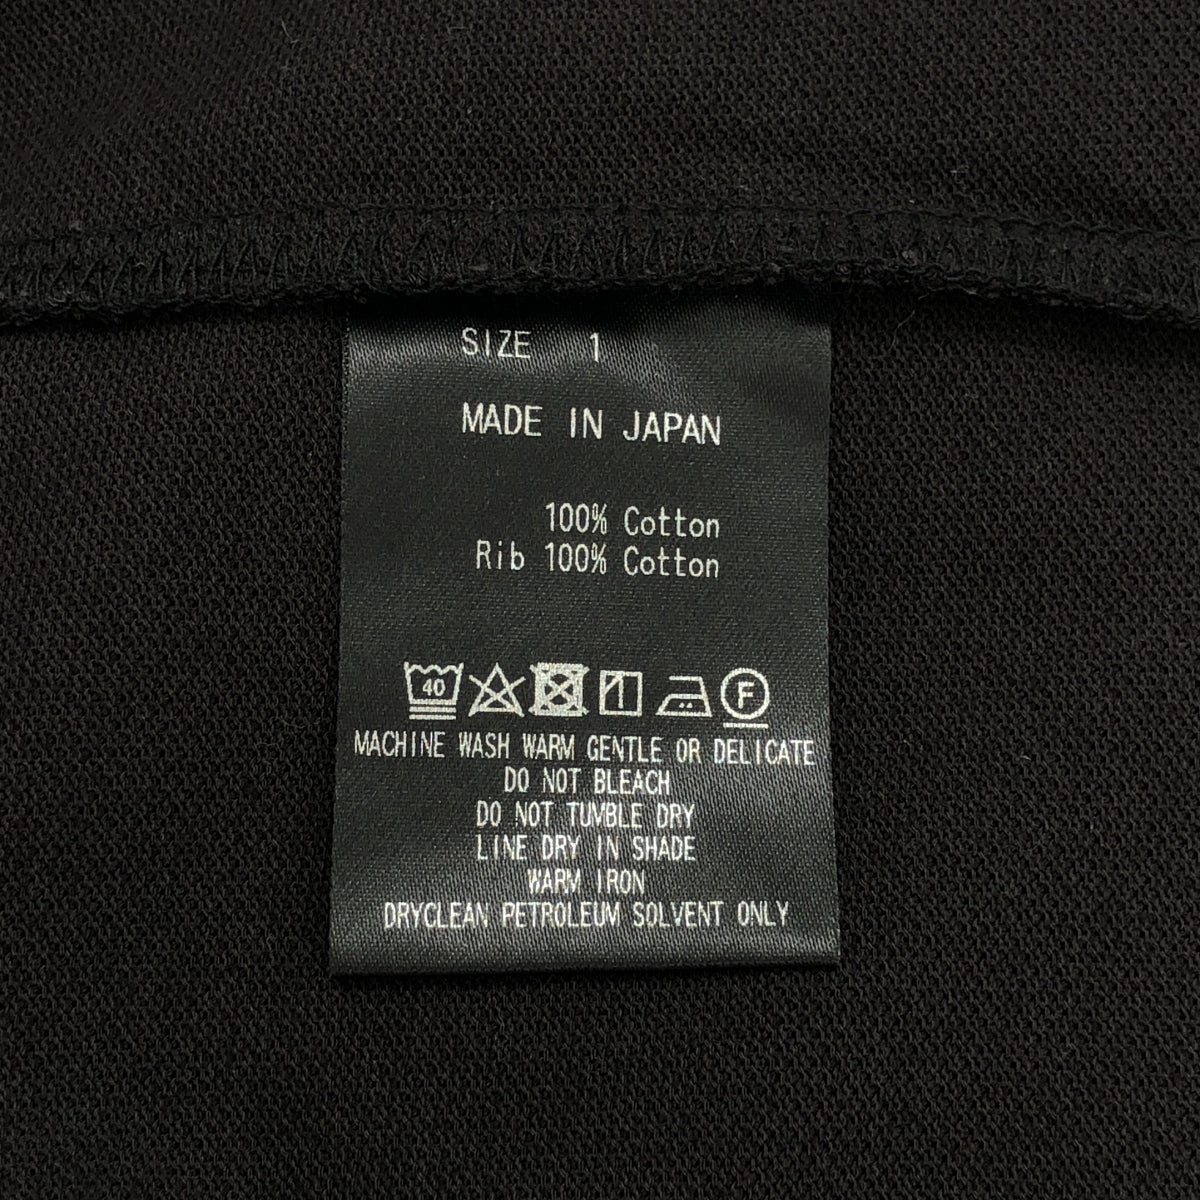 SIZE 1
MADE IN JAPAN
100% Cotton
Rib 100% Cotton
40 F
MACHINE WASH WARM GENTLE OR DELICATE
DO NOT BLEACH
DO NOT TUMBLE DRY
LINE DRY IN SHADE
WARM IRON
DRYCLEAN PETROLEUM SOLVENT ONLY